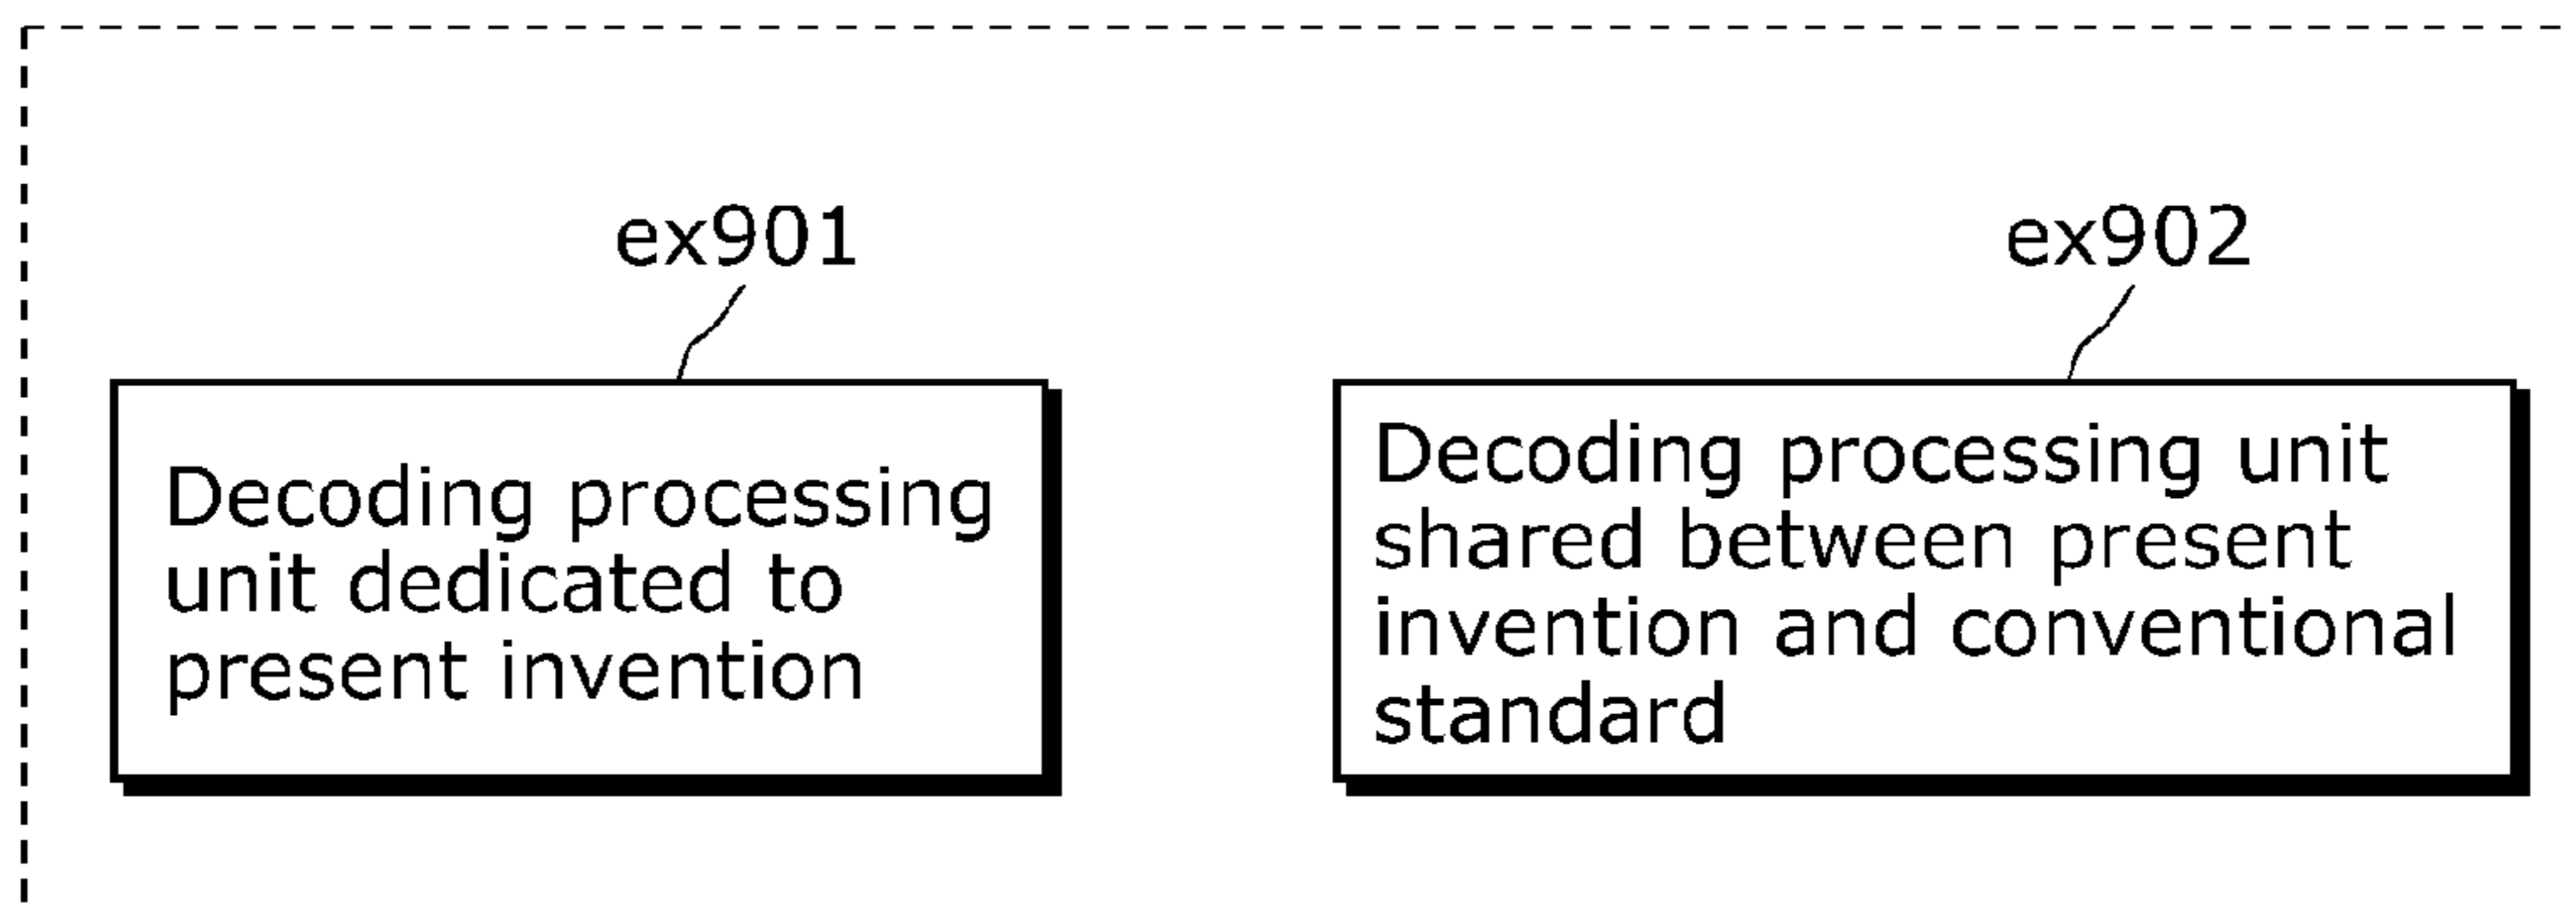 ex901
ex902
Decoding processing
unit dedicated to
present invention
Decoding processing unit
shared between present
invention and conventional
standard